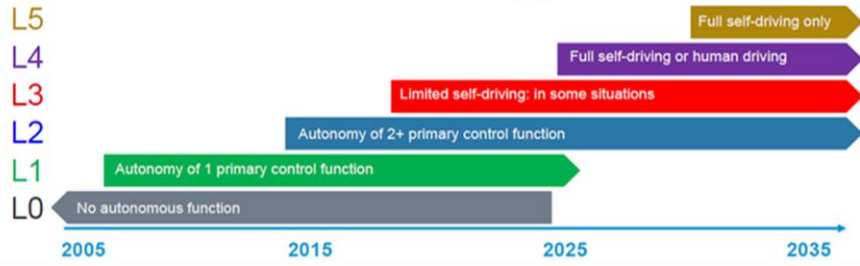 L5 Full self-driving only
L4 Full self-driving or human driving
L3 Limited self-driving: in some situations
L2 Autonomy of 2+ primary control function
L1 Autonomy of 1 primary control function
L0 No autonomous function
2005 2015 2025 2035